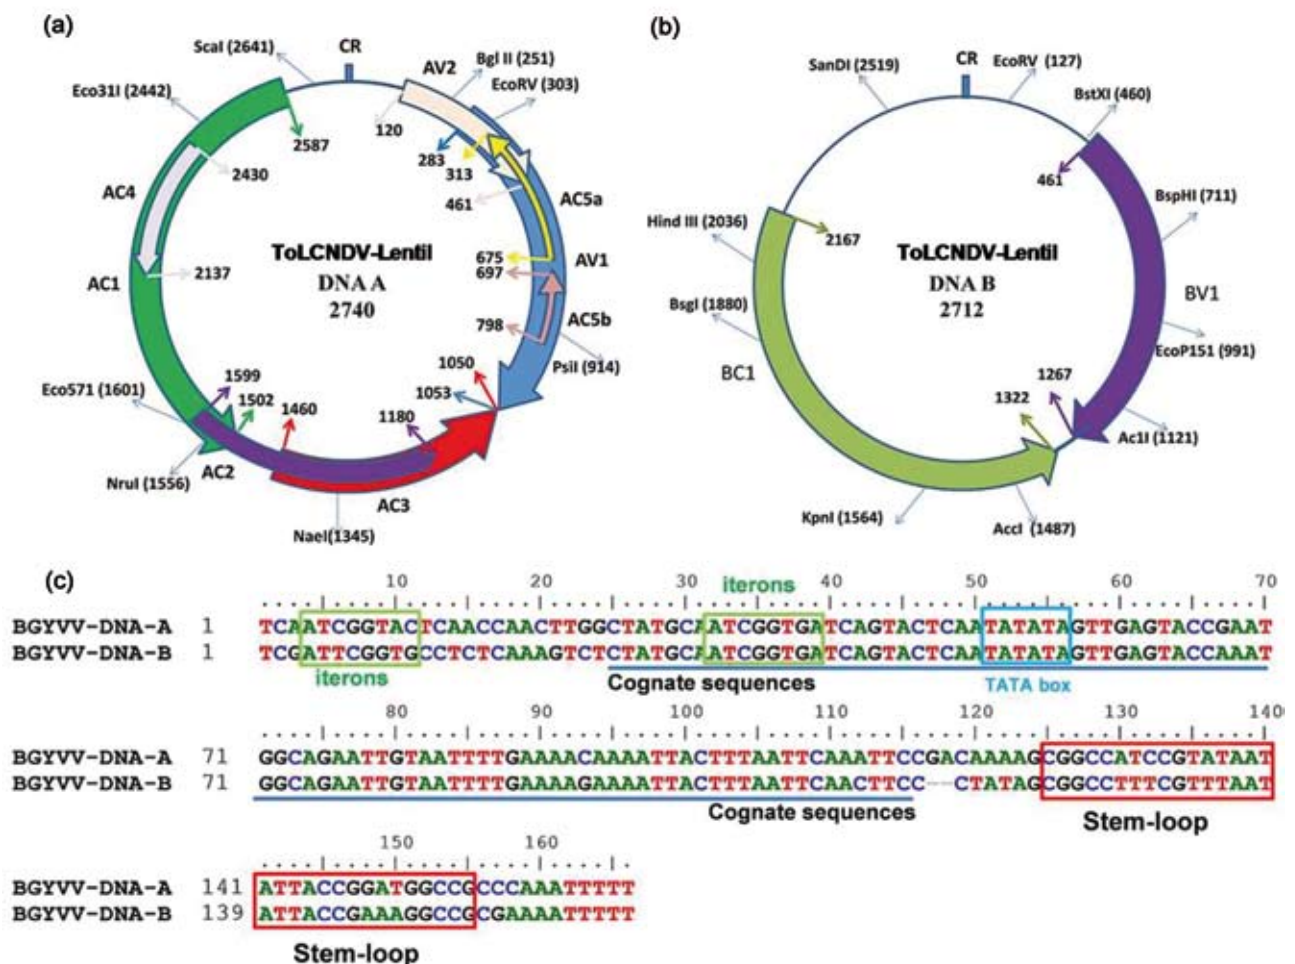 (a)
ScaI (2641)
CR
AV2
Bgl II (251)
EcoRV (303)
Eco31I (2442)
120
2587
283
313
2430
461
AC4
AC5a
ToLCNDV-Lentil
DNA A
2740
675
697
AV1
AC1
2137
798
AC5b
PsiI (914)
1050
1053
Eco571 (1601)
1599
1502
1460
1180
AC2
NruI (1556)
AC3
NaeI(1345)
(b)
SanDI (2519)
CR
EcoRV (127)
BstXI (460)
461
BspHI (711)
Hind III (2036)
2167
ToLCNDV-Lentil
DNA B
2712
BV1
BsgI (1880)
EcoP151 (991)
BC1
1322
1267
Ac1I (1121)
KpnI (1564)
AccI (1487)
(c)
10 20 30 40 50 60 70
iterons
BGYVV-DNA-A 1 TCAATCGGTACTCAACCAACTTGGCTATGCAATCGGTGATCAGTACTCAATATATAGTTGAGTACCGAAT
BGYVV-DNA-B 1 TCGATTCGGTGCCTCTCAAAGTCTCTATGCAATCGGTGATCAGTACTCAATATATAGTTGAGTACCAAAT
iterons
Cognate sequences
TATA box
80 90 100 110 120 130 140
BGYVV-DNA-A 71 GGCAGAATTGTAATTTTGAAAACAAAATTACTTTAATTCAAATTCCGACAAAAGCGGCCATCCGTATAAT
BGYVV-DNA-B 71 GGCAGAATTGTAATTTTGAAAAGAAAATTACTTTAATTCAACTTCC--CTATAGCGGCCTTTCGTTTAAT
Cognate sequences
Stem-loop
150 160
BGYVV-DNA-A 141 ATTACCGGATGGCCGCCCAAATTTTT
BGYVV-DNA-B 139 ATTACCGAAAGGCCGCGAAAATTTTT
Stem-loop